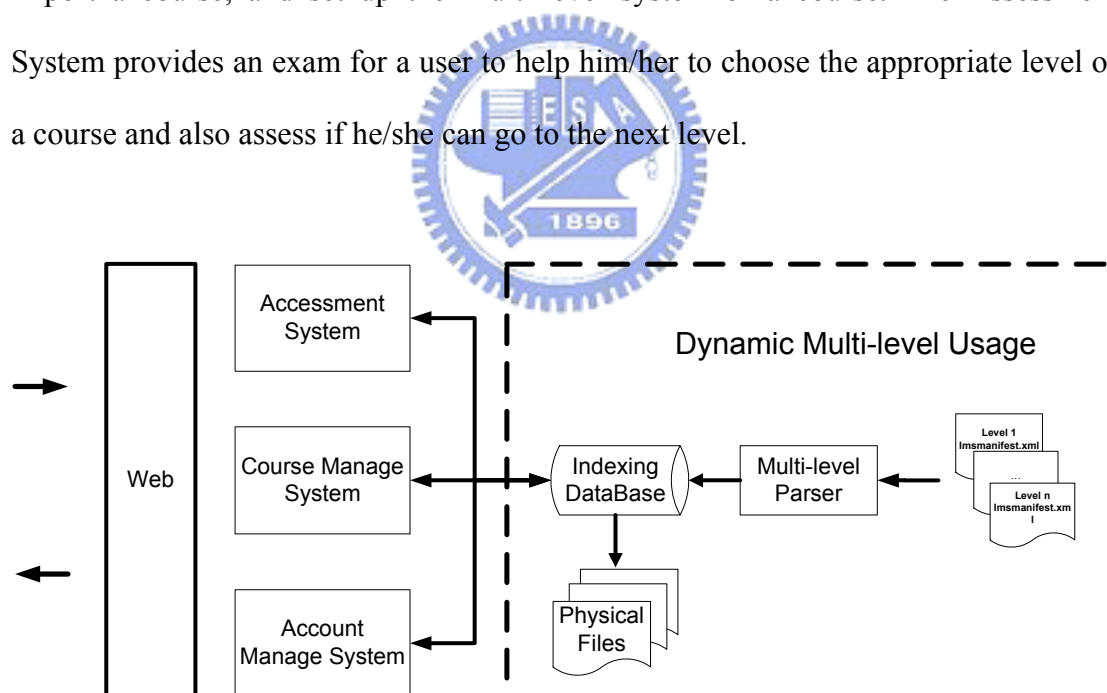 System provides an exam for a user to help him/her to choose the appropriate level o
a course and also assess if he/she can go to the next level.
E S A
1896
Accessment
System
Dynamic Multi-level Usage
Level 1
Imsmanifest.xml
...
Level n
Imsmanifest.xm
l
Web
Course Manage
System
Indexing
DataBase
Multi-level
Parser
Physical
Files
Account
Manage System